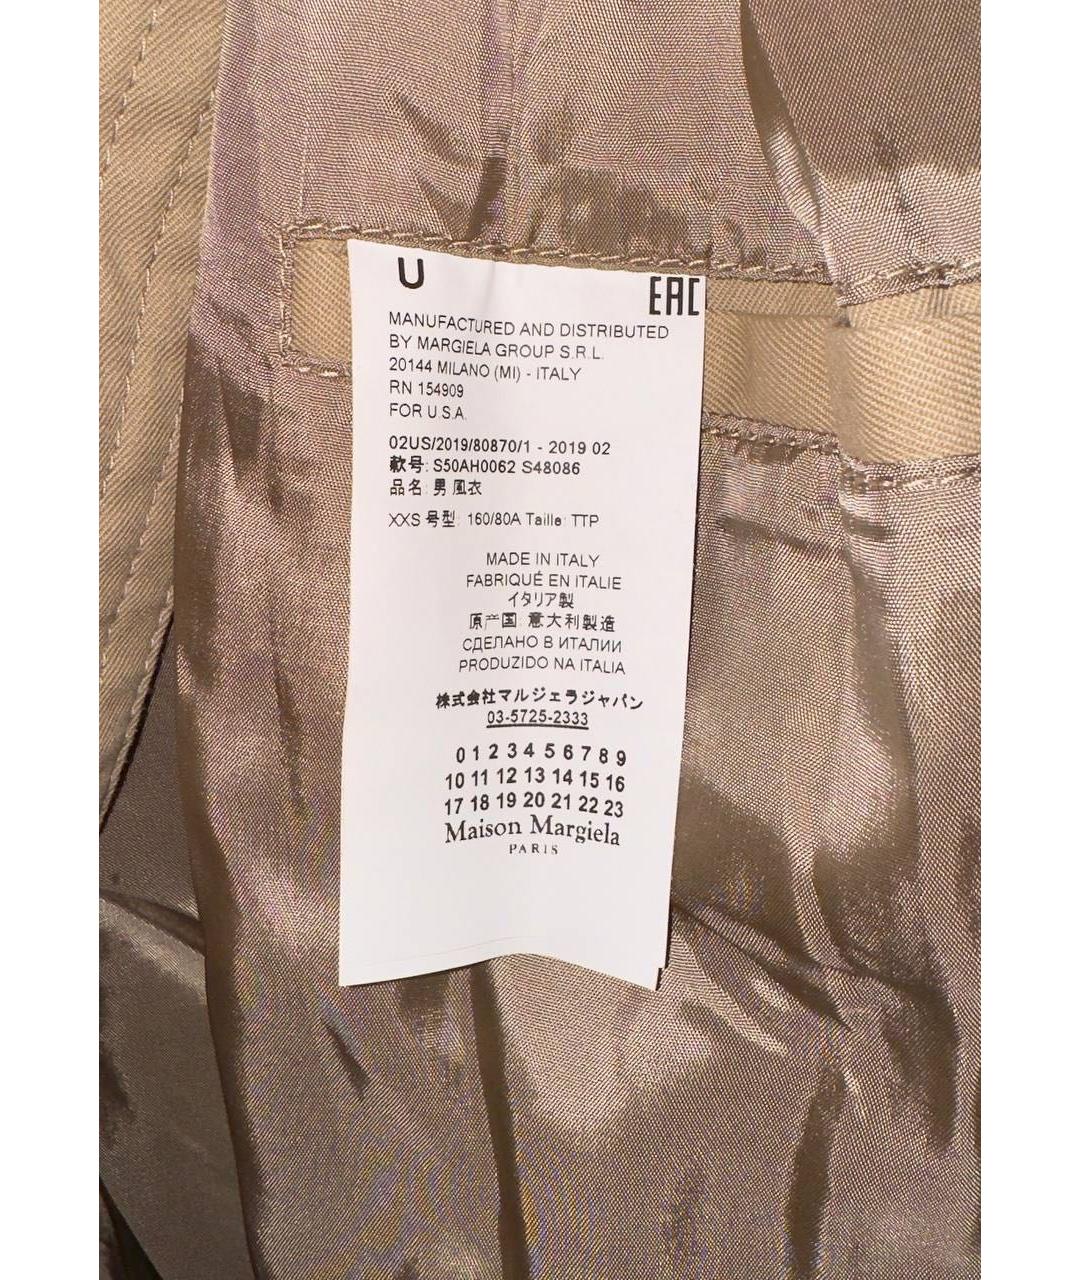 U
EAC
MANUFACTURED AND DISTRIBUTED
BY MARGIELA GROUP S.R.L.
20144 MILANO (MI) - ITALY
RN 154909
FOR U.S.A.
02US/2019/80870/1 - 2019 02
款号: S50AH0062 S48086
品名: 男 風衣
XXS 号型: 160/80A Taille: TTP
MADE IN ITALY
FABRIQUÉ EN ITALIE
イタリア製
原产国: 意大利製造
СДЕЛАНО В ИТАЛИИ
PRODUZIDO NA ITALIA
株式会社マルジェラジャパン
03-5725-2333
0 1 2 3 4 5 6 7 8 9
10 11 12 13 14 15 16
17 18 19 20 21 22 23
Maison Margiela
PARIS